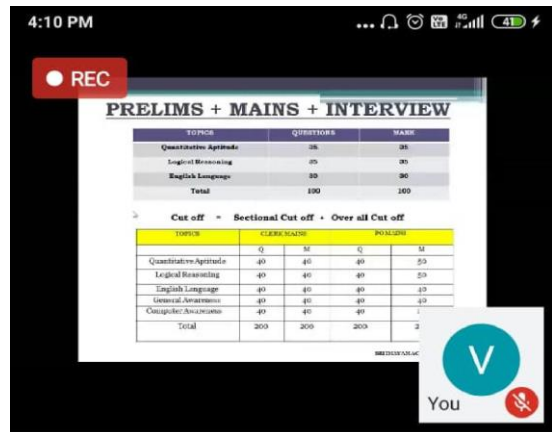 4:10 PM ... 4G 41
REC
PRELIMS + MAINS + INTERVIEW
TOPICS QUESTIONS MARK
Quantitative Aptitude 35 35
Logical Reasoning 35 35
English Language 30 30
Total 100 100
Cut off = Sectional Cut off + Over all Cut off
TOPICS CLERK MAINS PO MAINS
Q M Q M
Quantitative Aptitude 40 40 40 50
Logical Reasoning 40 40 40 50
English Language 40 40 40 40
General Awareness 40 40 40 40
Computer Awareness 40 40 40
Total 200 200 200
V
You